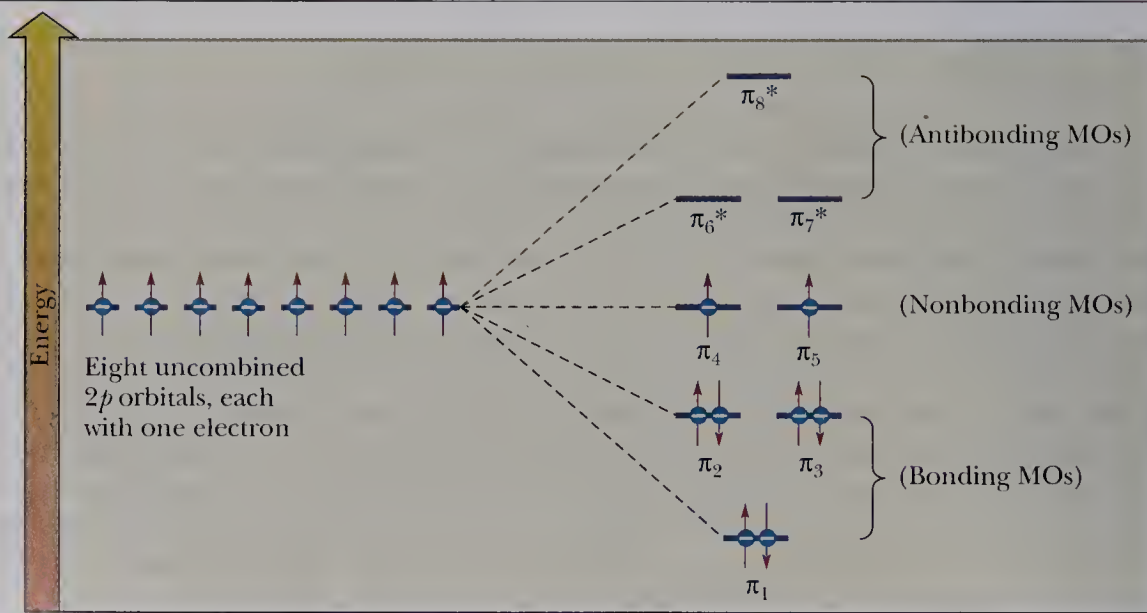 Energy
π8*
(Antibonding MOs)
π6* π7*
(Nonbonding MOs)
π4 π5
Eight uncombined
2p orbitals, each
with one electron
π2 π3
(Bonding MOs)
π1